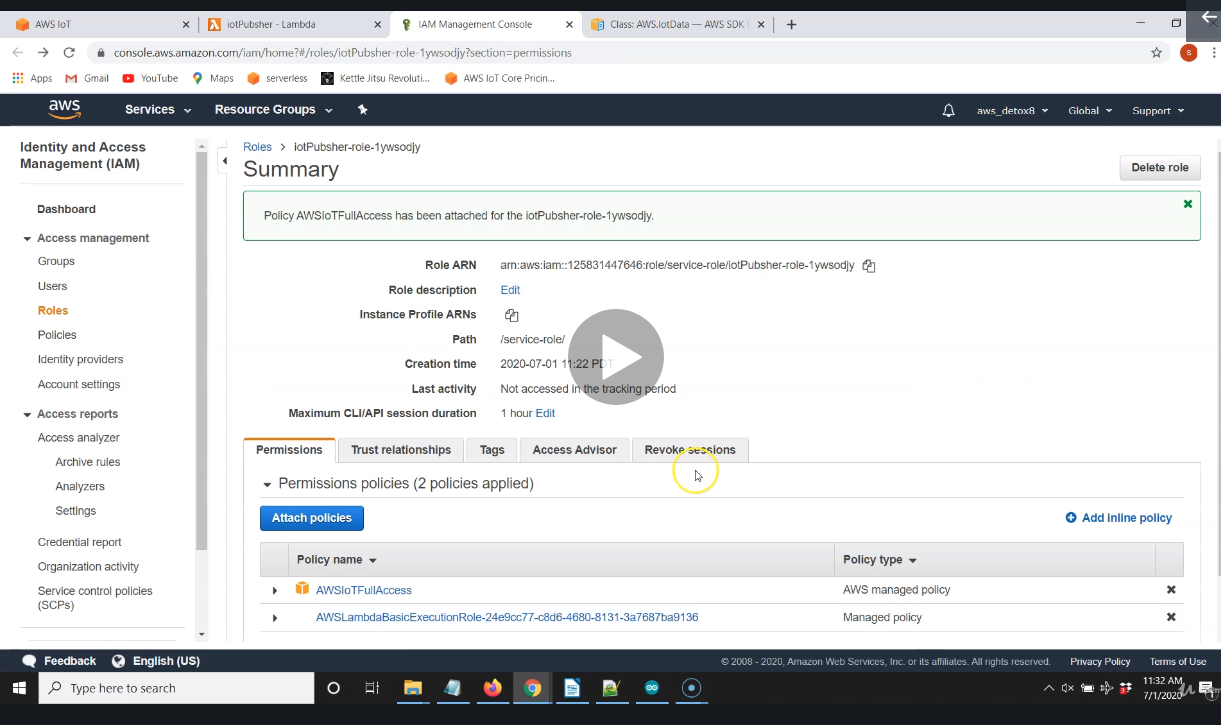 AWS IoT
iotPubsher - Lambda
IAM Management Console
Class: AWS.IotData — AWS SDK
console.aws.amazon.com/iam/home?#/roles/iotPubsher-role-1ywsodjy?section=permissions
S
Apps
Gmail
YouTube
Maps
serverless
Kettle Jitsu Revoluti...
AWS IoT Core Pricin...
aws
Services
Resource Groups
aws_detox8
Global
Support
Identity and Access
Management (IAM)
Dashboard
Access management
Groups
Users
Roles
Policies
Identity providers
Account settings
Access reports
Access analyzer
Archive rules
Analyzers
Settings
Credential report
Organization activity
Service control policies
(SCPs)
Roles > iotPubsher-role-1ywsodjy
Summary
Delete role
Policy AWSIoTFullAccess has been attached for the iotPubsher-role-1ywsodjy.
Role ARN arn:aws:iam::125831447646:role/service-role/iotPubsher-role-1ywsodjy
Role description Edit
Instance Profile ARNs
Path /service-role/
Creation time 2020-07-01 11:22 PDT
Last activity Not accessed in the tracking period
Maximum CLI/API session duration 1 hour Edit
Permissions
Trust relationships
Tags
Access Advisor
Revoke sessions
Permissions policies (2 policies applied)
Attach policies
Add inline policy
Policy name
Policy type
AWSIoTFullAccess AWS managed policy
AWSLambdaBasicExecutionRole-24e9cc77-c8d6-4680-8131-3a7687ba9136 Managed policy
Feedback
English (US)
© 2008 - 2020, Amazon Web Services, Inc. or its affiliates. All rights reserved.
Privacy Policy
Terms of Use
Type here to search
11:32 AM
7/1/2020